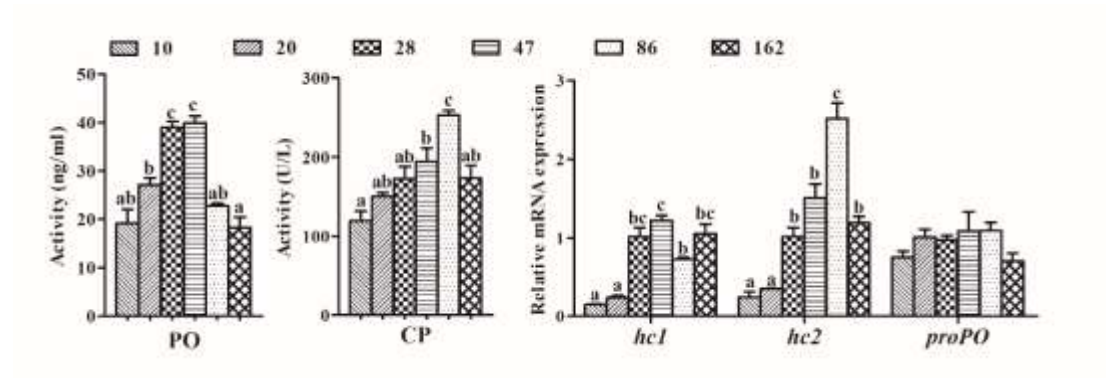 10 20 28 47 86 162
Activity (ng/ml)
50
40
30
20
10
0
ab b c c ab a
PO
Activity (U/L)
300
200
100
0
a ab ab b c ab
CP
Relative mRNA expression
3
2
1
0
a a bc c b bc
a a b b c b
hc1 hc2 proPO